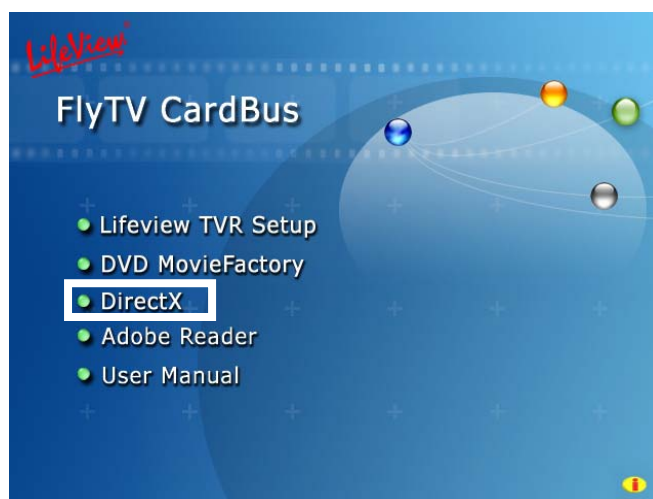 LifeView
FlyTV CardBus
Lifeview TVR Setup
DVD MovieFactory
DirectX
Adobe Reader
User Manual
i